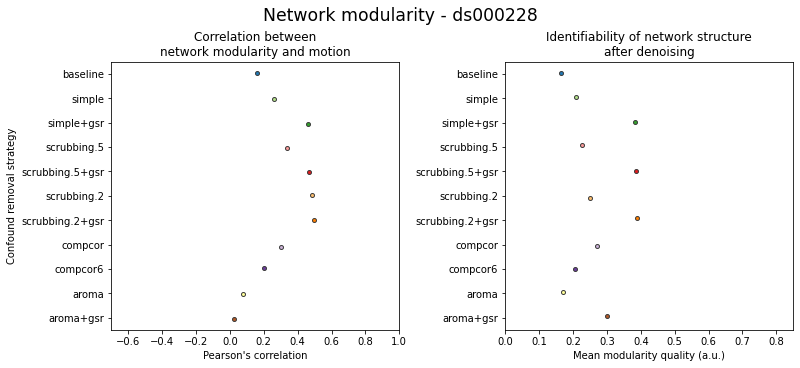 Network modularity - ds000228
Correlation between
network modularity and motion
Confound removal strategy
baseline
simple
simple+gsr
scrubbing.5
scrubbing.5+gsr
scrubbing.2
scrubbing.2+gsr
compcor
compcor6
aroma
aroma+gsr
−0.6 −0.4 −0.2 0.0 0.2 0.4 0.6 0.8 1.0
Pearson's correlation
Identifiability of network structure
after denoising
baseline
simple
simple+gsr
scrubbing.5
scrubbing.5+gsr
scrubbing.2
scrubbing.2+gsr
compcor
compcor6
aroma
aroma+gsr
0.0 0.1 0.2 0.3 0.4 0.5 0.6 0.7 0.8
Mean modularity quality (a.u.)